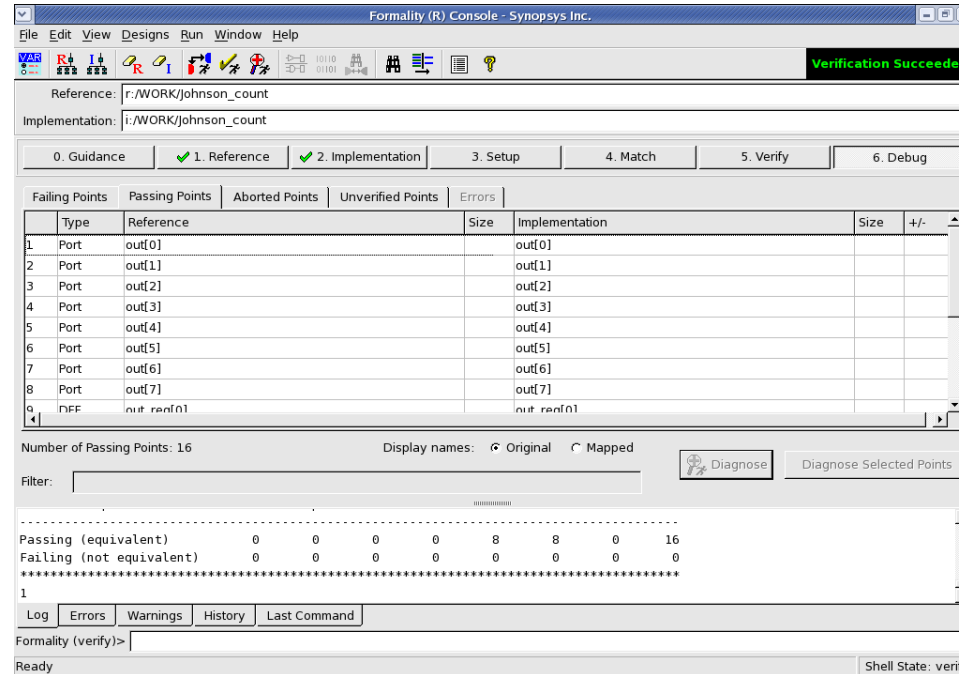 Formality (R) Console - Synopsys Inc.
File Edit View Designs Run Window Help
Verification Succeede
Reference: r:/WORK/Johnson_count
Implementation: i:/WORK/Johnson_count
0. Guidance 1. Reference 2. Implementation 3. Setup 4. Match 5. Verify 6. Debug
Failing Points Passing Points Aborted Points Unverified Points Errors
Type Reference Size Implementation Size +/-
1 Port out[0] out[0]
2 Port out[1] out[1]
3 Port out[2] out[2]
4 Port out[3] out[3]
5 Port out[4] out[4]
6 Port out[5] out[5]
7 Port out[6] out[6]
8 Port out[7] out[7]
9 DFF out_reg[0] out_reg[0]
Number of Passing Points: 16 Display names: Original Mapped
Diagnose Diagnose Selected Points
Filter:
--------------------------------------------------------------------------------
Passing (equivalent) 0 0 0 0 8 8 0 16
Failing (not equivalent) 0 0 0 0 0 0 0 0
********************************************************************************
1
Log Errors Warnings History Last Command
Formality (verify)>
Ready Shell State: veri